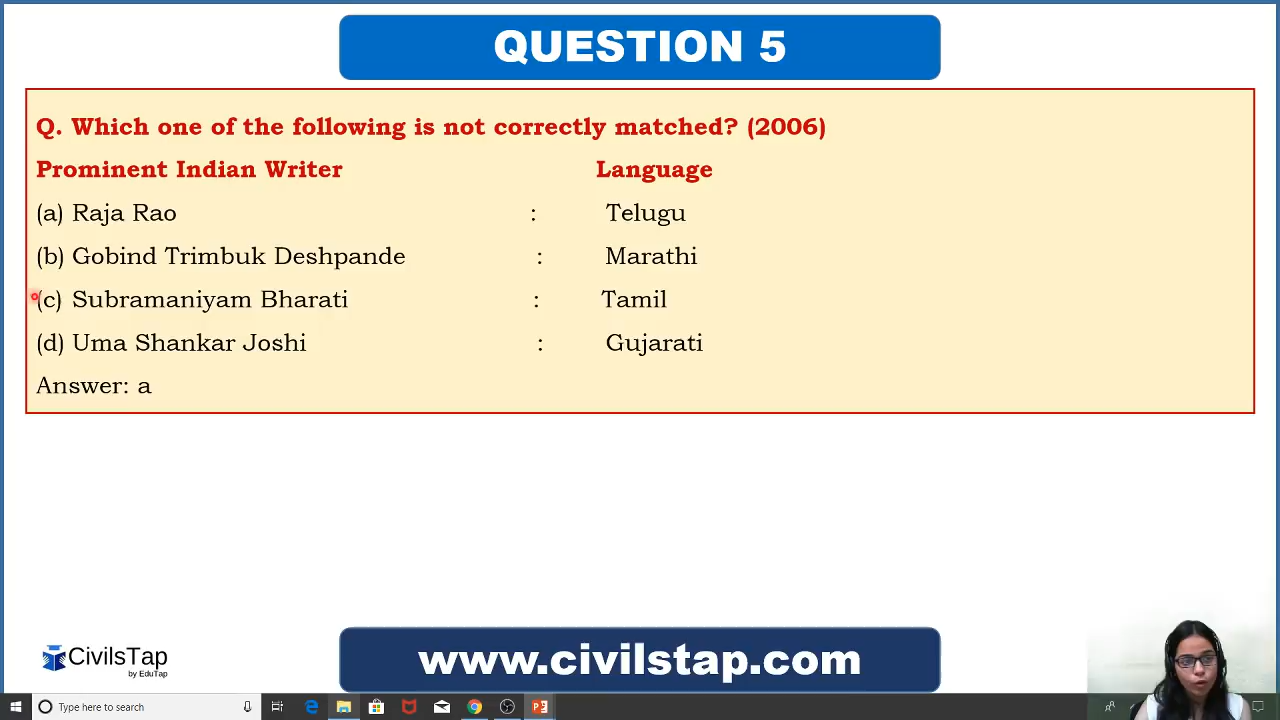 QUESTION 5
Q. Which one of the following is not correctly matched? (2006)
Prominent Indian Writer Language
(a) Raja Rao : Telugu
(b) Gobind Trimbuk Deshpande : Marathi
(c) Subramaniyam Bharati : Tamil
(d) Uma Shankar Joshi : Gujarati
Answer: a
CivilsTap
by EduTap
www.civilstap.com
Type here to search